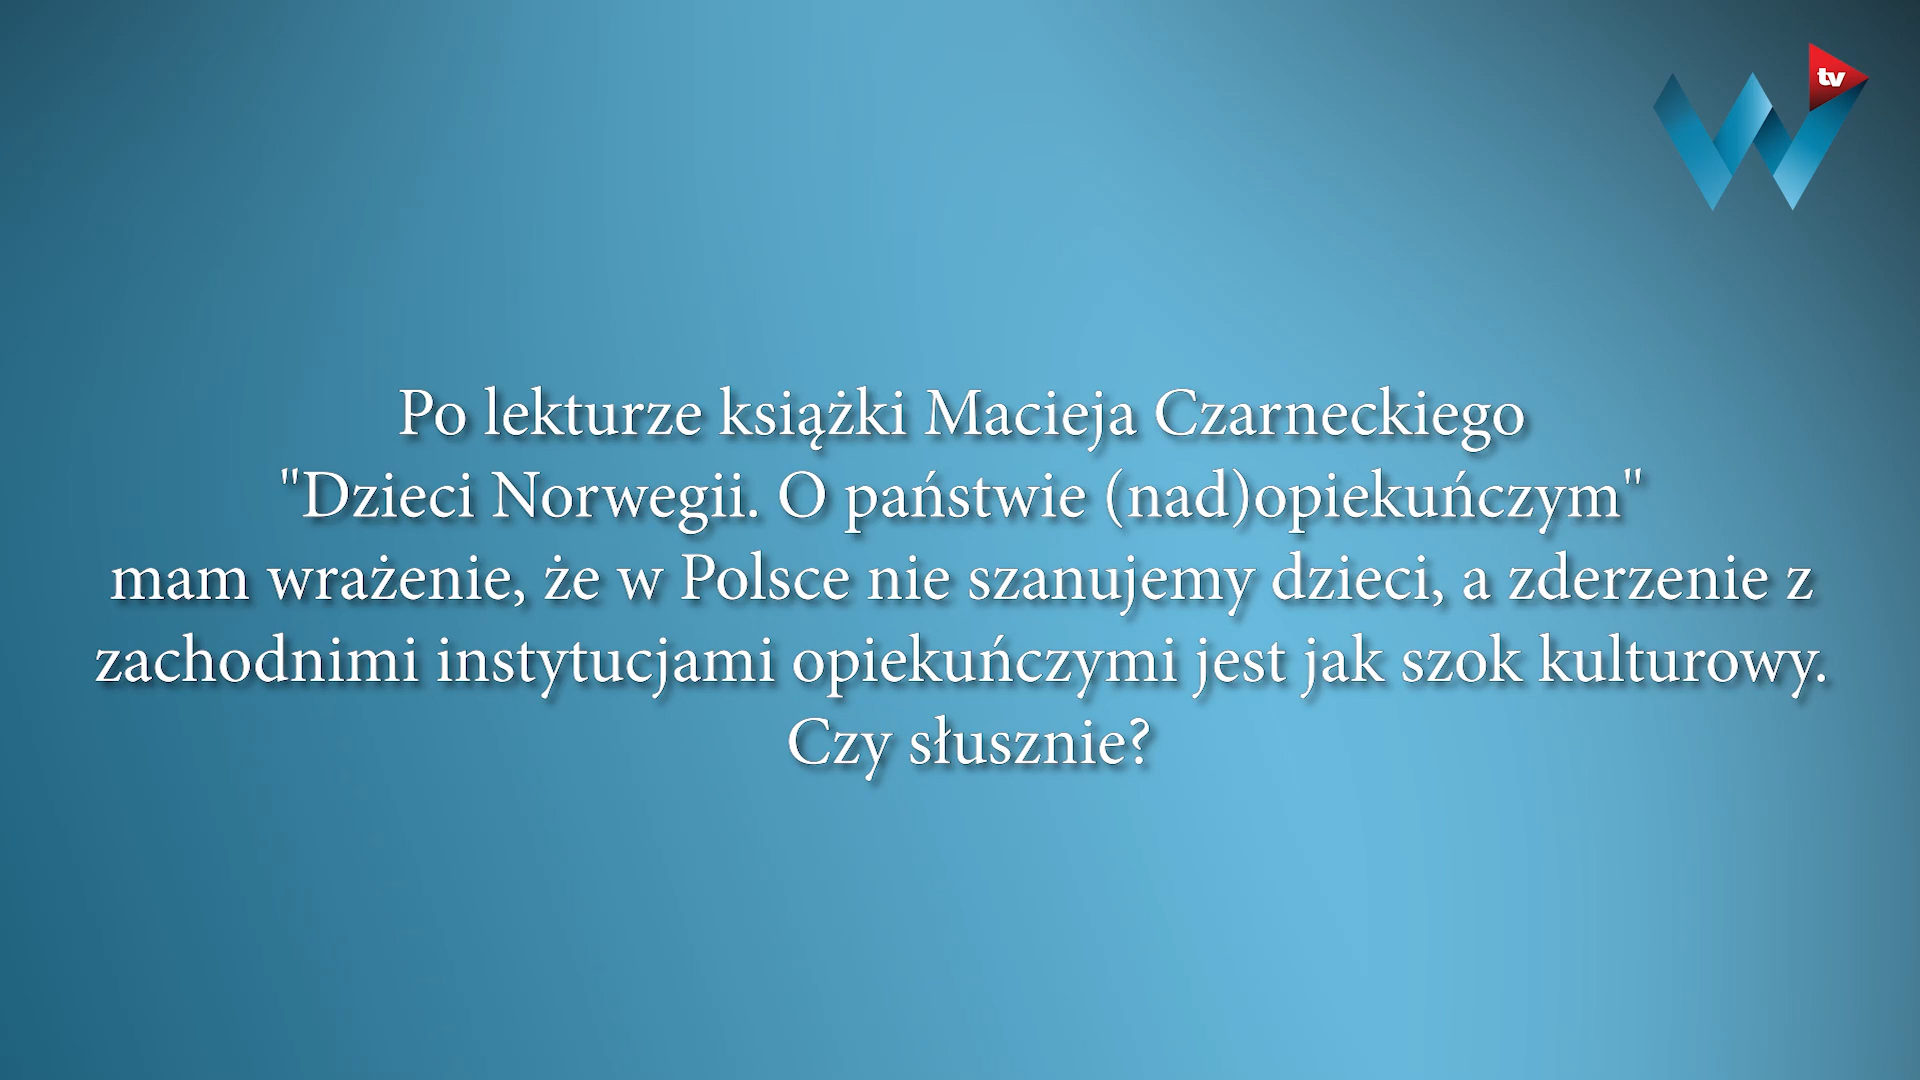 tv
Po lekturze książki Macieja Czarneckiego
"Dzieci Norwegii. O państwie (nad)opiekuńczym"
mam wrażenie, że w Polsce nie szanujemy dzieci, a zderzenie z
zachodnimi instytucjami opiekuńczymi jest jak szok kulturowy.
Czy słusznie?